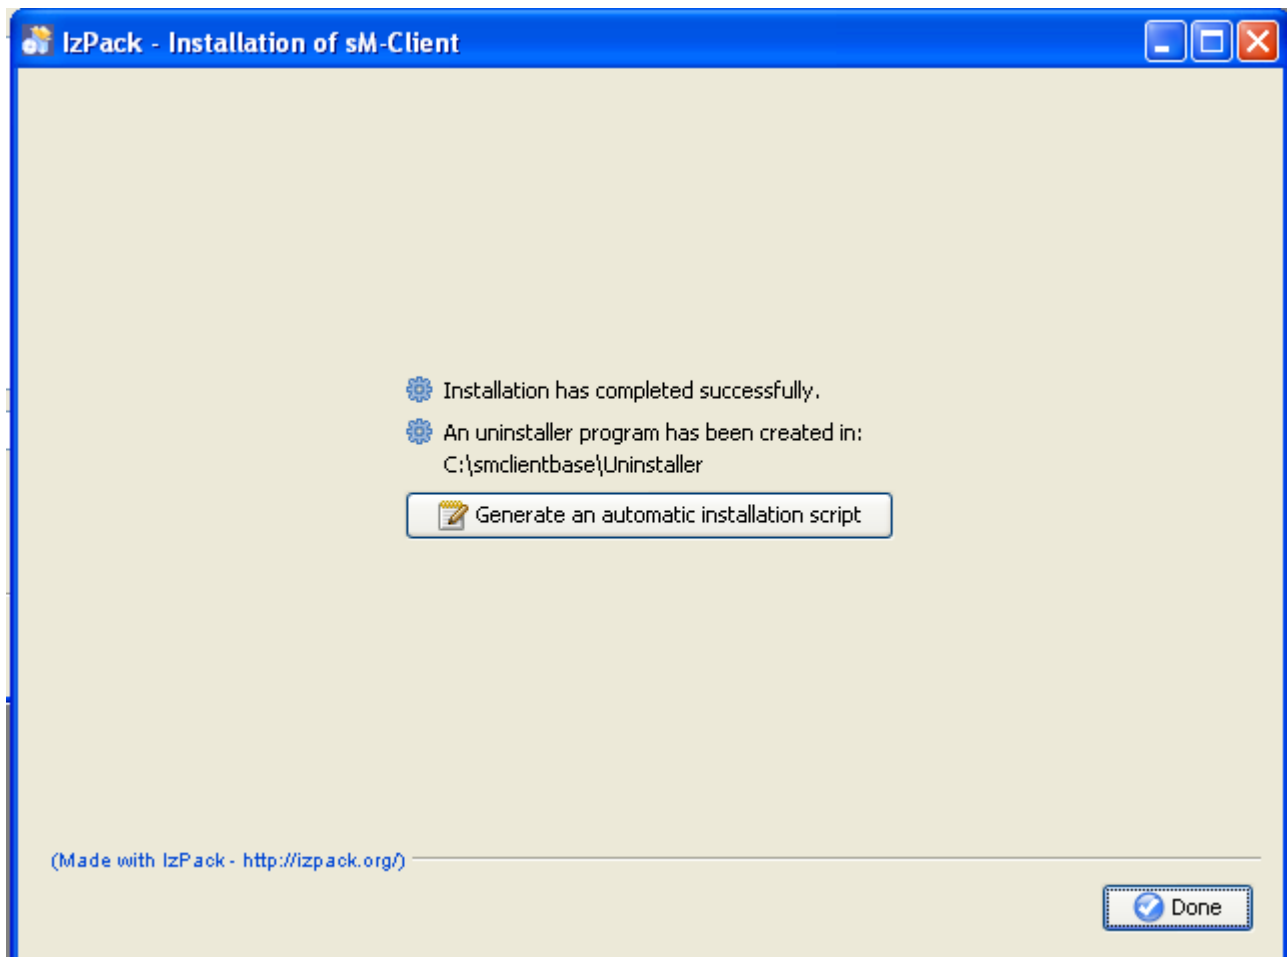 IzPack - Installation of sM-Client
Installation has completed successfully.
An uninstaller program has been created in:
C:\smclientbase\Uninstaller
Generate an automatic installation script
(Made with IzPack - http://izpack.org/)
Done